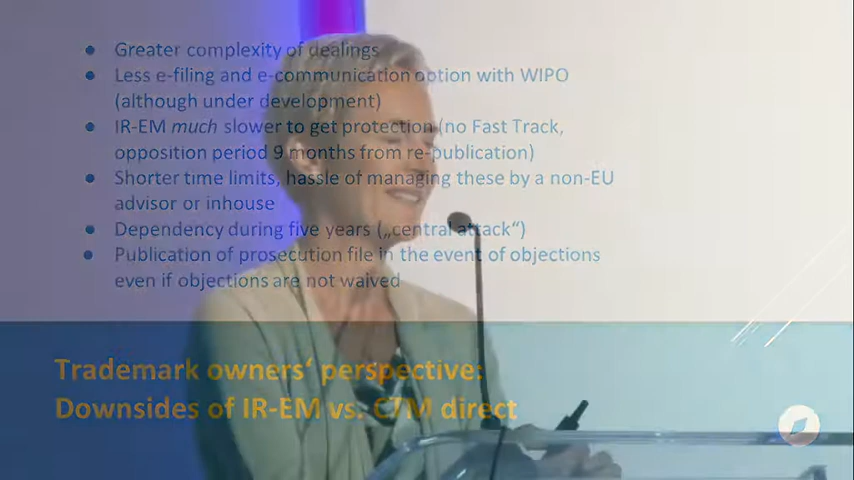 Greater complexity of dealings
Less e-filing and e-communication option with WIPO
(although under development)
IR-EM much slower to get protection (no Fast Track,
opposition period 9 months from re-publication)
Shorter time limits, hassle of managing these by a non-EU
advisor or inhouse
Dependency during five years („central attack“)
Publication of prosecution file in the event of objections
even if objections are not waived
Trademark owners‘ perspective:
Downsides of IR-EM vs. CTM direct